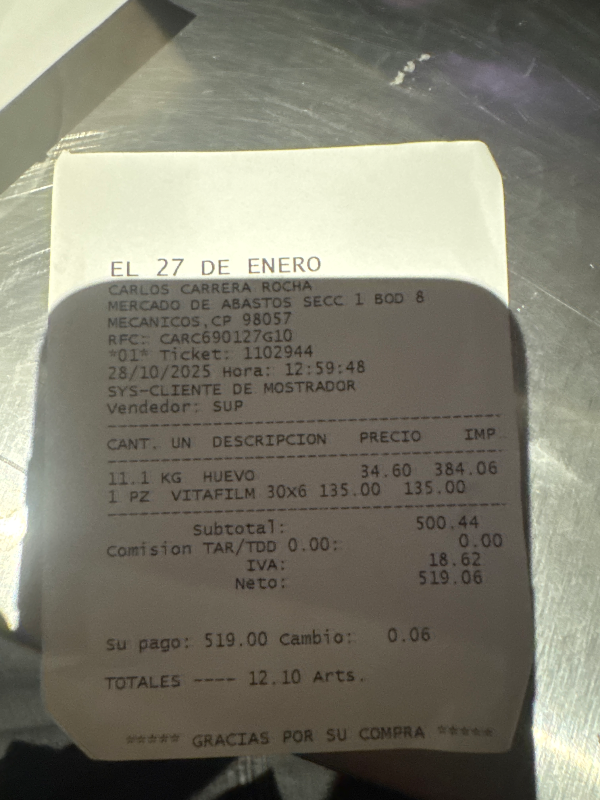 EL 27 DE ENERO
CARLOS CARRERA ROCHA
MERCADO DE ABASTOS SECC 1 BOD 8
MECANICOS,CP 98057
RFC: CARC690127G10
*01* Ticket: 1102944
28/10/2025 Hora: 12:59:48
SYS-CLIENTE DE MOSTRADOR
Vendedor: SUP
CANT. UN DESCRIPCION PRECIO IMP
11.1 KG HUEVO 34.60 384.06
1 PZ VITAFILM 30X6 135.00 135.00
Subtotal: 500.44
Comision TAR/TDD 0.00: 0.00
IVA: 18.62
Neto: 519.06
Su pago: 519.00 Cambio: 0.06
TOTALES ---- 12.10 Arts.
***** GRACIAS POR SU COMPRA *****